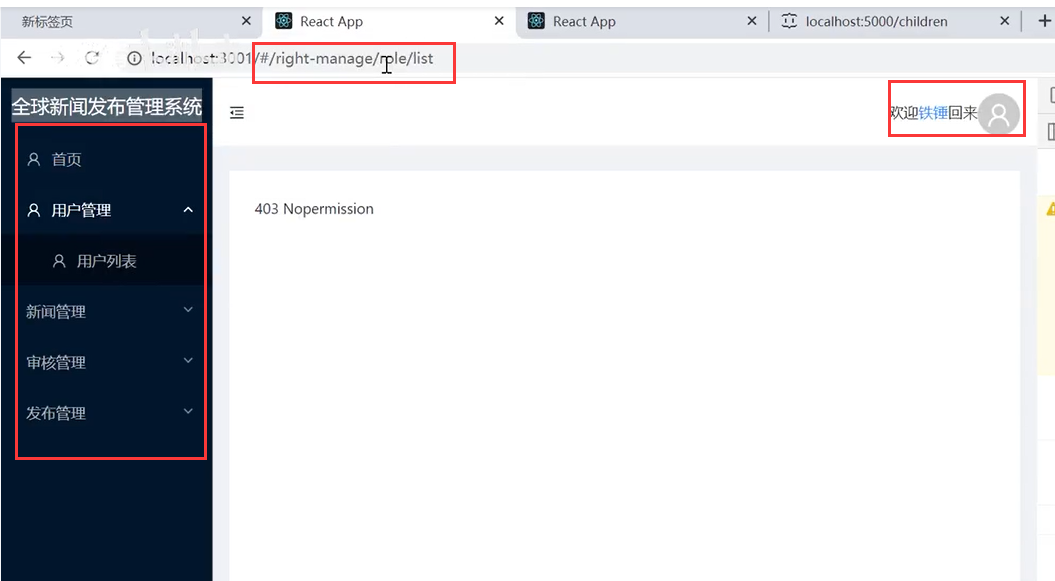 新标签页
React App
React App
localhost:5000/children
localhost:3001/#/right-manage/role/list
全球新闻发布管理系统
欢迎铁锤回来
首页
用户管理
用户列表
新闻管理
审核管理
发布管理
403 Nopermission